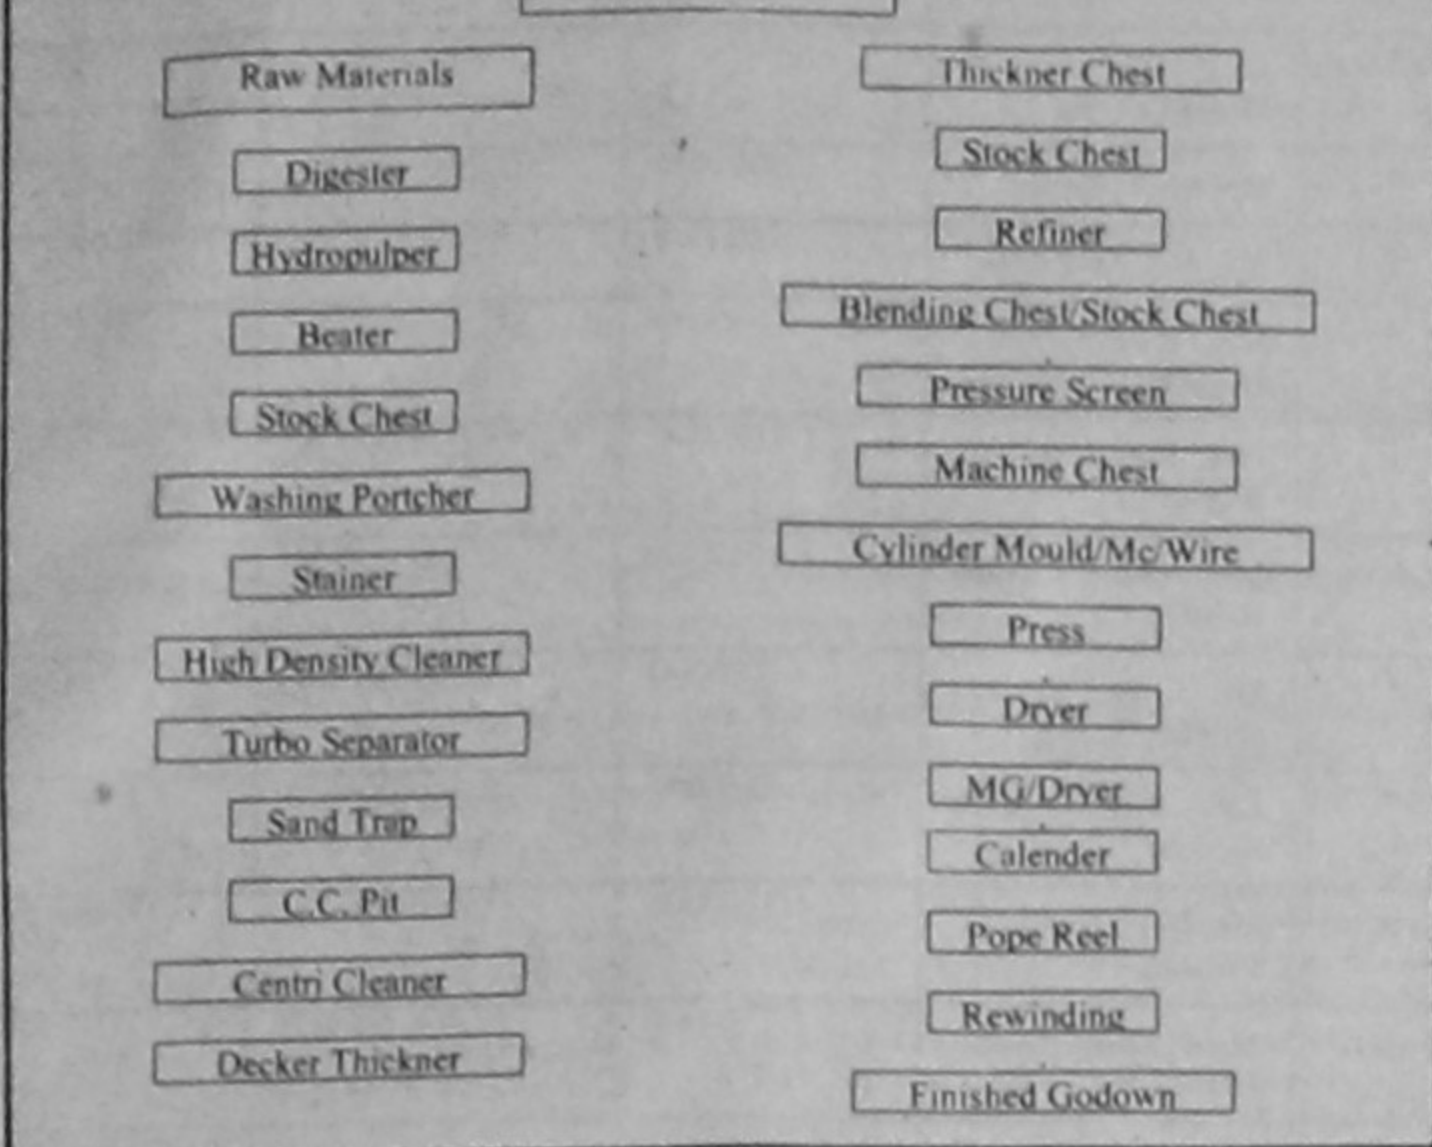 Raw Materials
Digester
Hydropulper
Beater
Stock Chest
Washing Portcher
Stainer
High Density Cleaner
Turbo Separator
Sand Trap
C.C. Pit
Centri Cleaner
Decker Thickner
Thickner Chest
Stock Chest
Refiner
Blending Chest/Stock Chest
Pressure Screen
Machine Chest
Cylinder Mould/Mc/Wire
Press
Dryer
MG/Dryer
Calender
Pope Reel
Rewinding
Finished Godown